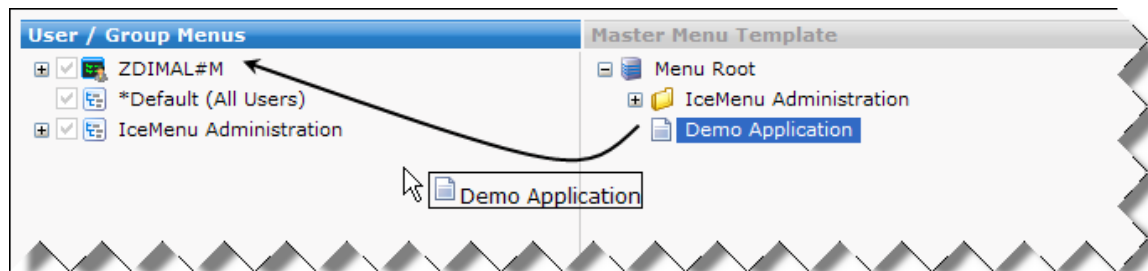 User / Group Menus
ZDIMAL#M
*Default (All Users)
IceMenu Administration
Master Menu Template
Menu Root
IceMenu Administration
Demo Application
Demo Application